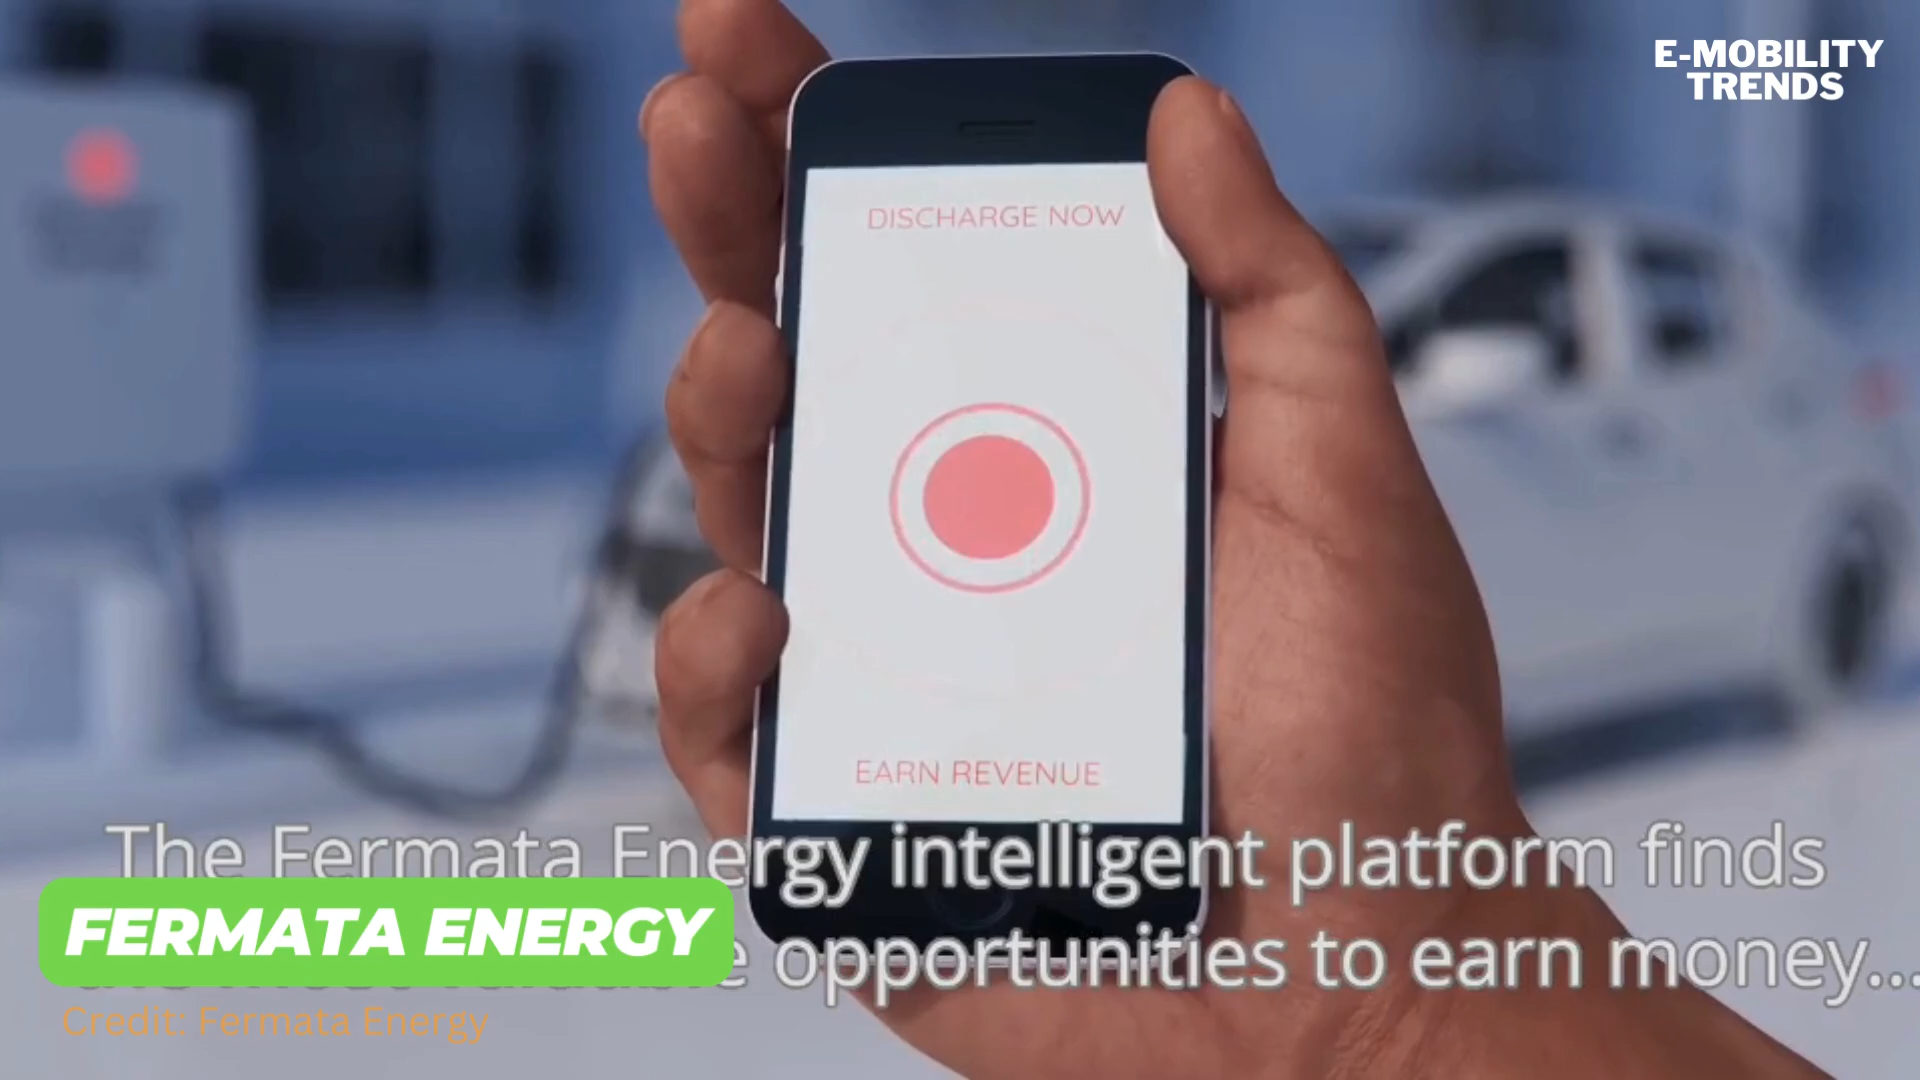 E-MOBILITY
TRENDS
DISCHARGE NOW
EARN REVENUE
The Fermata Energy intelligent platform finds
opportunities to earn money...
FERMATA ENERGY
Credit: Fermata Energy